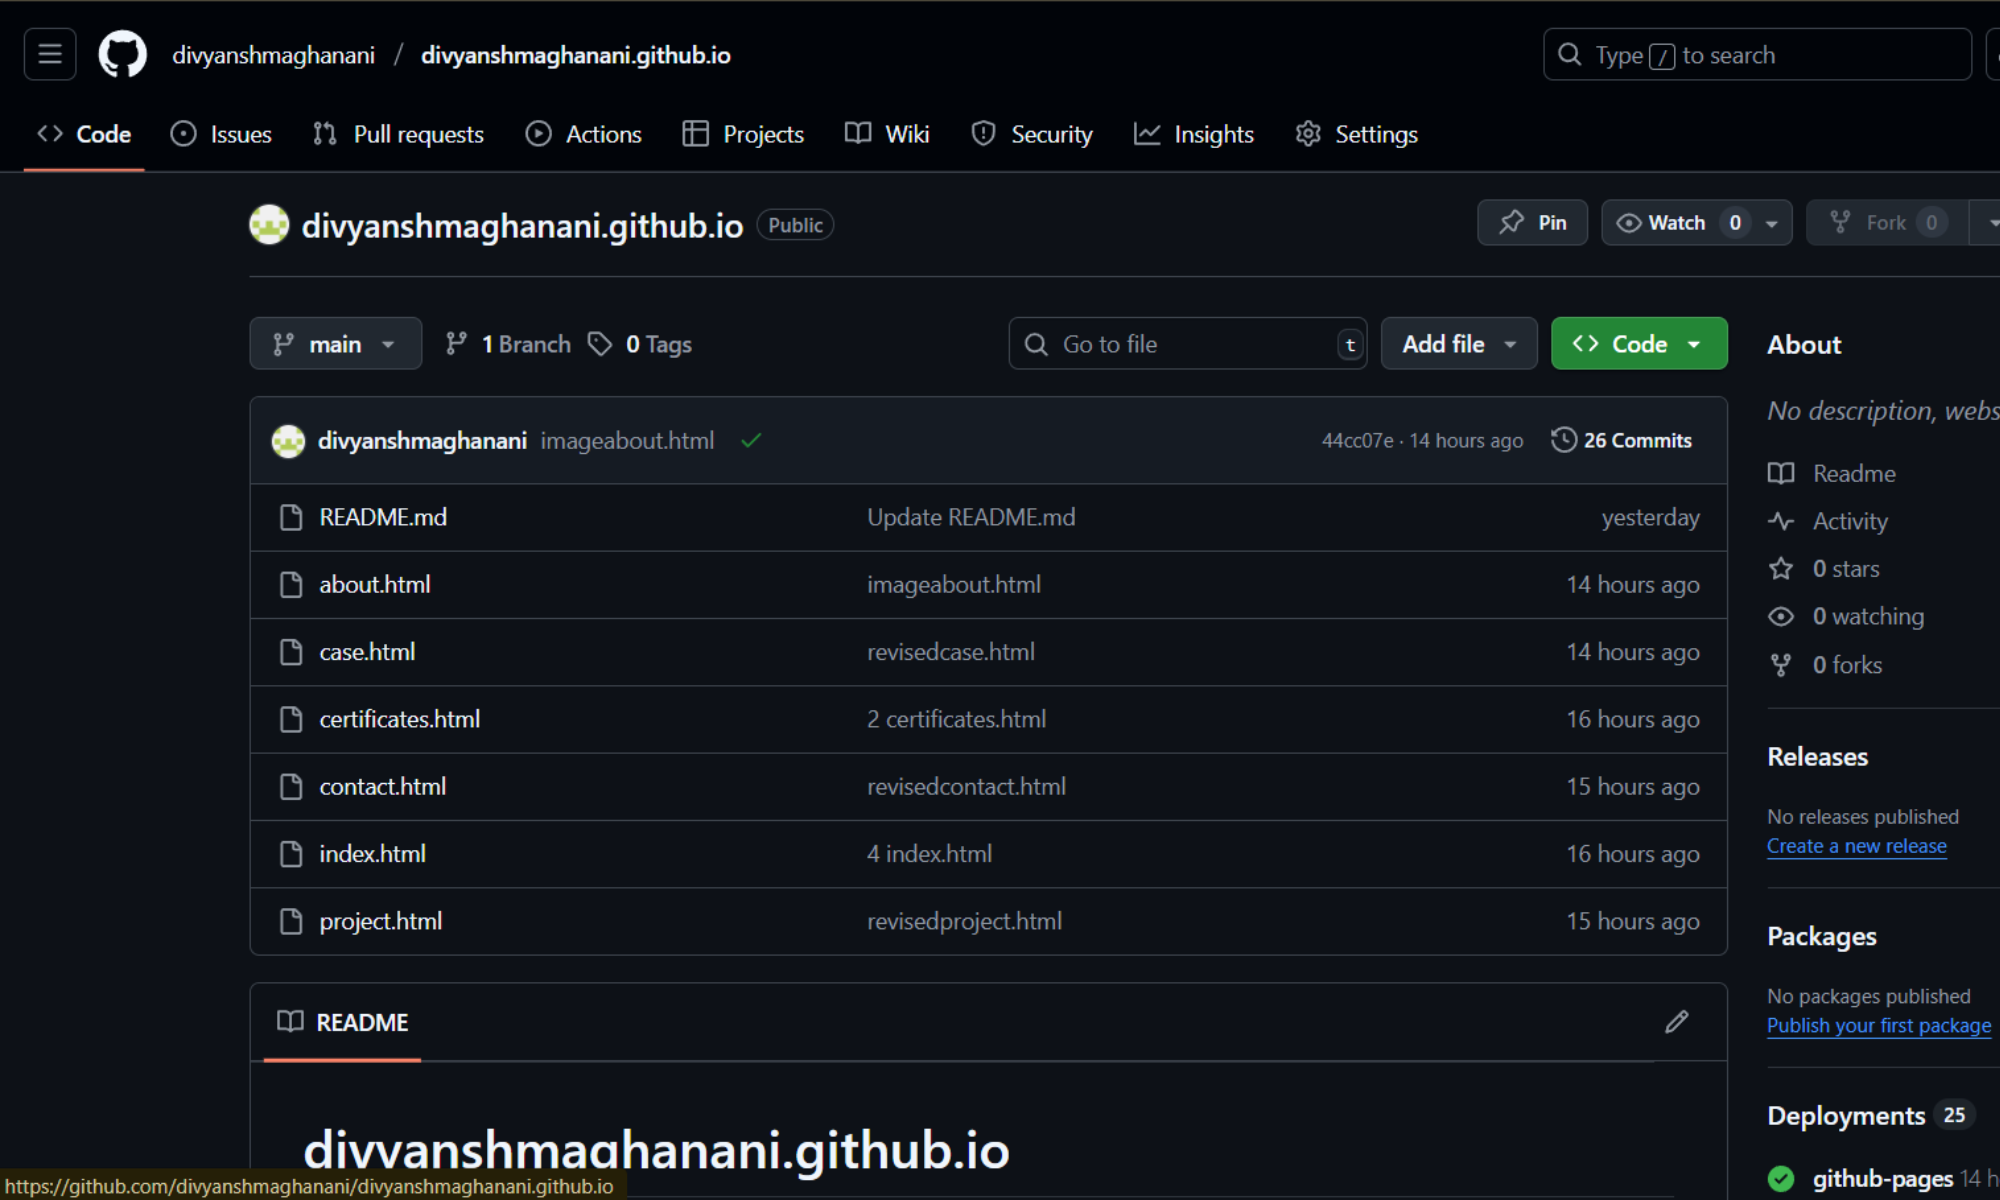 divyanshmaghanani / divyanshmaghanani.github.io
Type / to search
Code Issues Pull requests Actions Projects Wiki Security Insights Settings
divyanshmaghanani.github.io Public
Pin Watch 0 Fork 0
main 1 Branch 0 Tags
Go to file t Add file Code
divyanshmaghanani imageabout.html 44cc07e · 14 hours ago 26 Commits
README.md Update README.md yesterday
about.html imageabout.html 14 hours ago
case.html revisedcase.html 14 hours ago
certificates.html 2 certificates.html 16 hours ago
contact.html revisedcontact.html 15 hours ago
index.html 4 index.html 16 hours ago
project.html revisedproject.html 15 hours ago
README
divyanshmaghanani.github.io
https://github.com/divyanshmaghanani/divyanshmaghanani.github.io
About
No description, webs
Readme
Activity
0 stars
0 watching
0 forks
Releases
No releases published
Create a new release
Packages
No packages published
Publish your first package
Deployments 25
github-pages 14 h